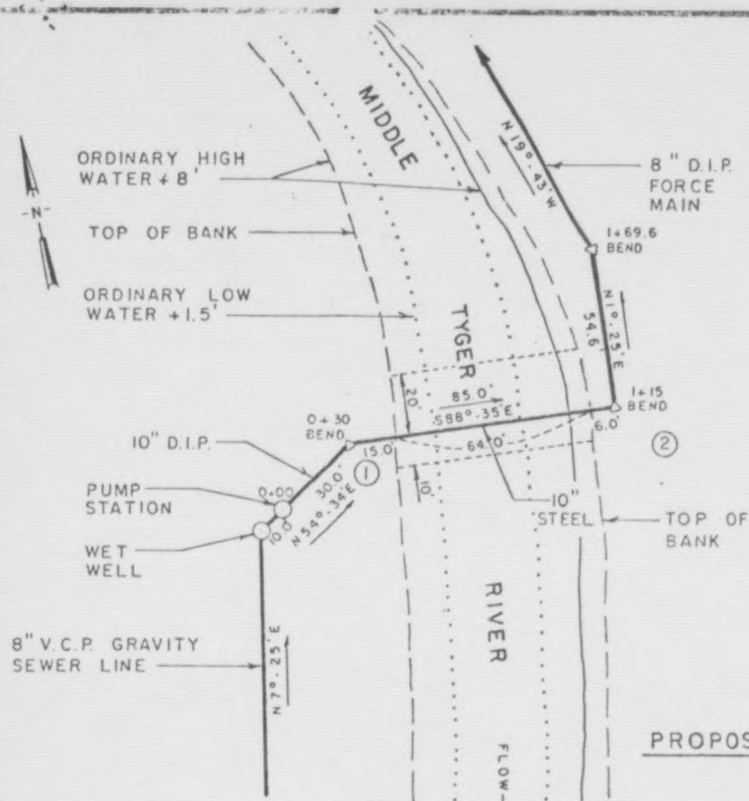 -N-
ORDINARY HIGH
WATER + 8'
TOP OF BANK
ORDINARY LOW
WATER +1.5'
MIDDLE
TYGER
RIVER
FLOW-
N 19°-43'W
8" D.I.P.
FORCE
MAIN
1+69.6
BEND
N 1°-25'E
54.6'
1+15
BEND
20'
85.0'
S88°-35'E
0+30
BEND
15.0'
64.0'
6.0'
1
2
10'
10"
STEEL
TOP OF
BANK
10" D.I.P.
PUMP
STATION
0+00
30.0'
N 54°-34'E
10.0'
WET
WELL
8" V.C.P. GRAVITY
SEWER LINE
N 7°-25'E
PROPOS